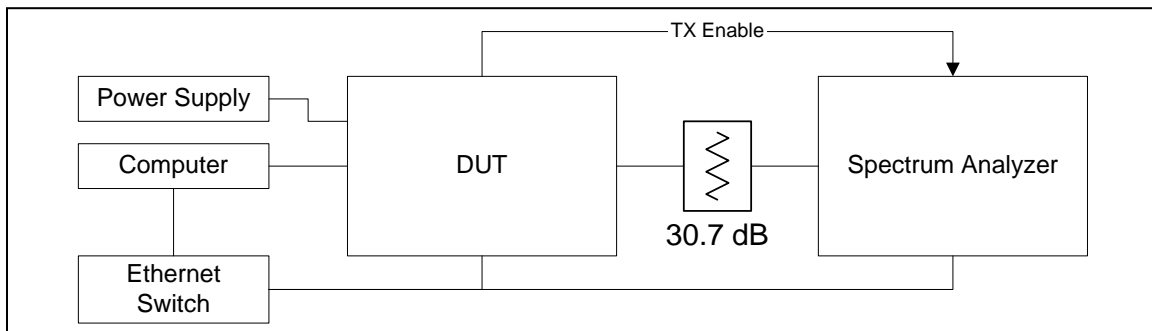 TX Enable
Power Supply
Computer
DUT
Spectrum Analyzer
30.7 dB
Ethernet
Switch